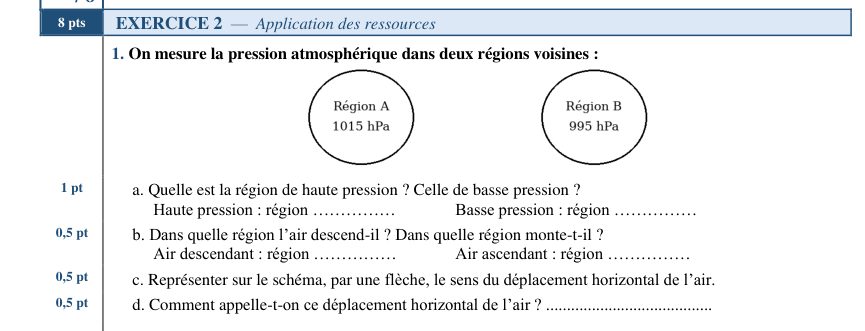 8 pts
EXERCICE 2 — Application des ressources
1. On mesure la pression atmosphérique dans deux régions voisines :
Région A
1015 hPa
Région B
995 hPa
1 pt
a. Quelle est la région de haute pression ? Celle de basse pression ?
Haute pression : région ...............
Basse pression : région ...............
0,5 pt
b. Dans quelle région l’air descend-il ? Dans quelle région monte-t-il ?
Air descendant : région ...............
Air ascendant : région ...............
0,5 pt
c. Représenter sur le schéma, par une flèche, le sens du déplacement horizontal de l’air.
0,5 pt
d. Comment appelle-t-on ce déplacement horizontal de l’air ? ........................................